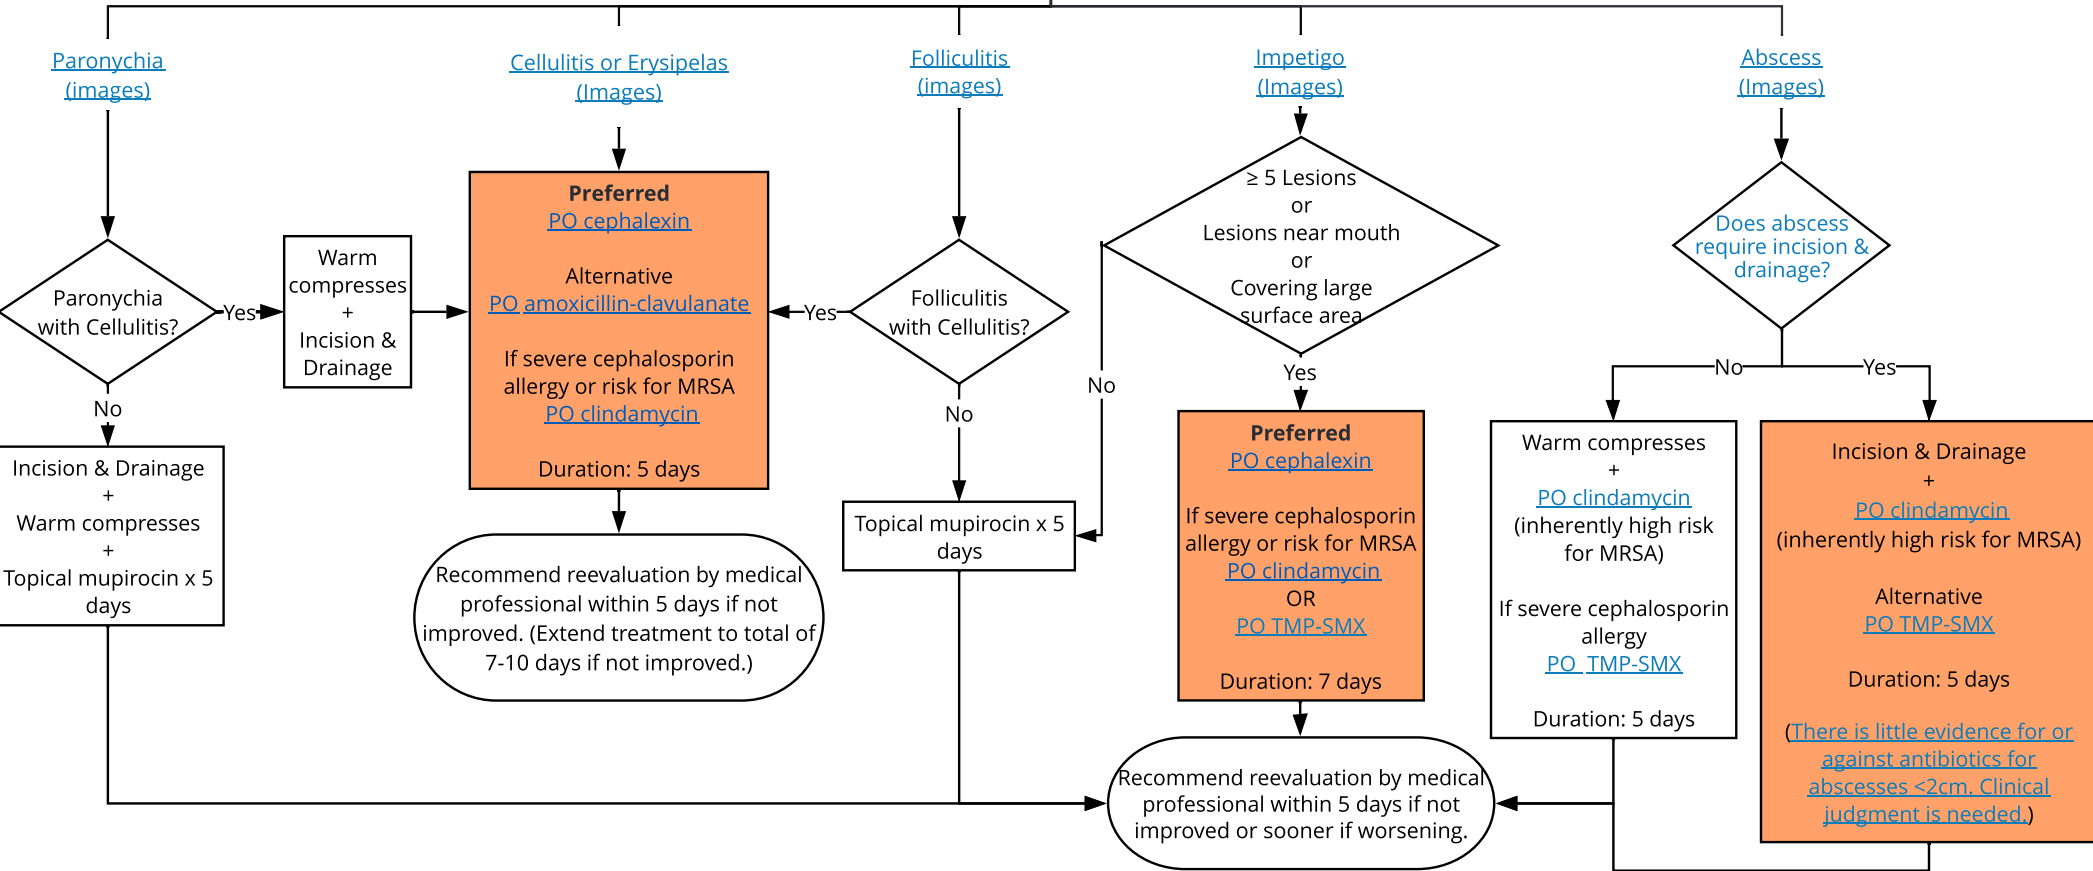 Paronychia
(images)
Cellulitis or Erysipelas
(Images)
Folliculitis
(images)
Impetigo
(Images)
Abscess
(Images)
Paronychia
with Cellulitis?
Yes
No
Warm
compresses
+
Incision &
Drainage
Incision & Drainage
+
Warm compresses
+
Topical mupirocin x 5
days
Preferred
PO cephalexin
Alternative
PO amoxicillin-clavulanate
If severe cephalosporin
allergy or risk for MRSA
PO clindamycin
Duration: 5 days
Recommend reevaluation by medical
professional within 5 days if not
improved. (Extend treatment to total of
7-10 days if not improved.)
Folliculitis
with Cellulitis?
Yes
No
Topical mupirocin x 5
days
≥ 5 Lesions
or
Lesions near mouth
or
Covering large
surface area
No
Yes
Preferred
PO cephalexin
If severe cephalosporin
allergy or risk for MRSA
PO clindamycin
OR
PO TMP-SMX
Duration: 7 days
Recommend reevaluation by medical
professional within 5 days if not
improved or sooner if worsening.
Does abscess
require incision &
drainage?
No
Yes
Warm compresses
+
PO clindamycin
(inherently high risk
for MRSA)
If severe cephalosporin
allergy
PO TMP-SMX
Duration: 5 days
Incision & Drainage
+
PO clindamycin
(inherently high risk for MRSA)
Alternative
PO TMP-SMX
Duration: 5 days
(There is little evidence for or
against antibiotics for
abscesses <2cm. Clinical
judgment is needed.)